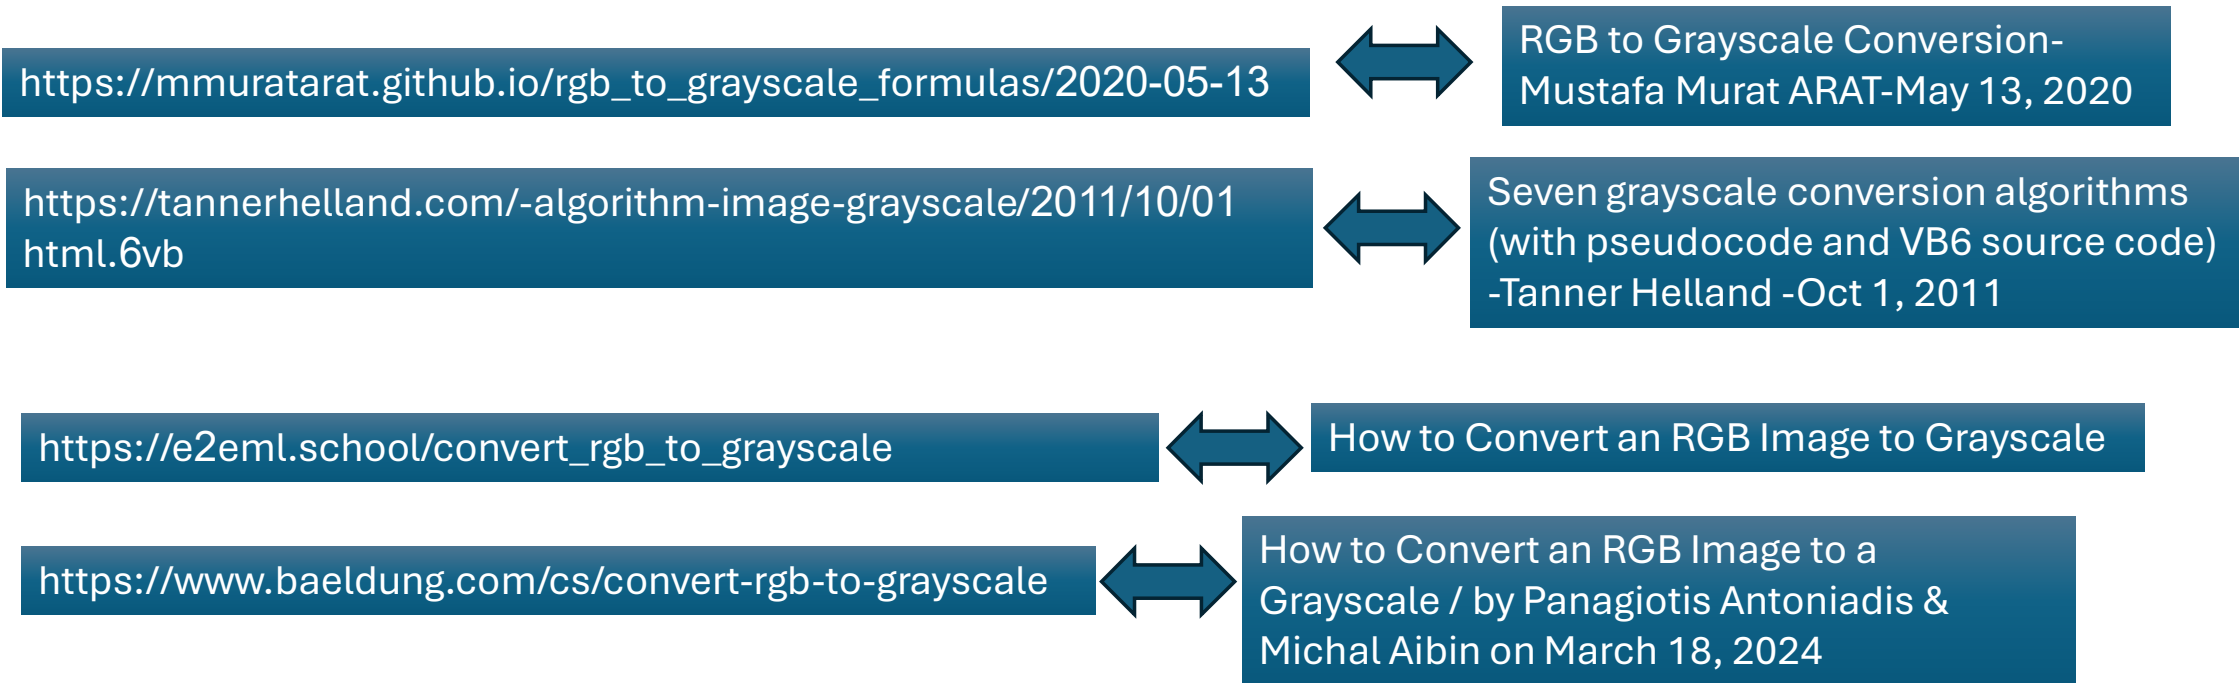 https://mmuratarat.github.io/rgb_to_grayscale_formulas/2020-05-13
RGB to Grayscale Conversion-
Mustafa Murat ARAT-May 13, 2020
https://tannerhelland.com/-algorithm-image-grayscale/2011/10/01
html.6vb
Seven grayscale conversion algorithms
(with pseudocode and VB6 source code)
-Tanner Helland -Oct 1, 2011
https://e2eml.school/convert_rgb_to_grayscale
How to Convert an RGB Image to Grayscale
https://www.baeldung.com/cs/convert-rgb-to-grayscale
How to Convert an RGB Image to a
Grayscale / by Panagiotis Antoniadis &
Michal Aibin on March 18, 2024